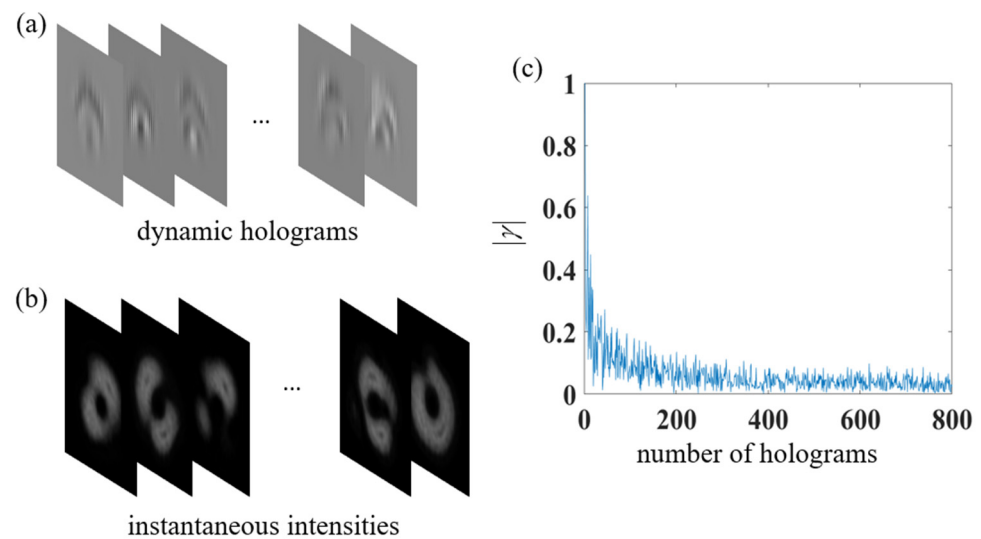 (a)
...
dynamic holograms
(b)
...
instantaneous intensities
(c)
1
0.8
0.6
0.4
0.2
0
|γ|
0 200 400 600 800
number of holograms